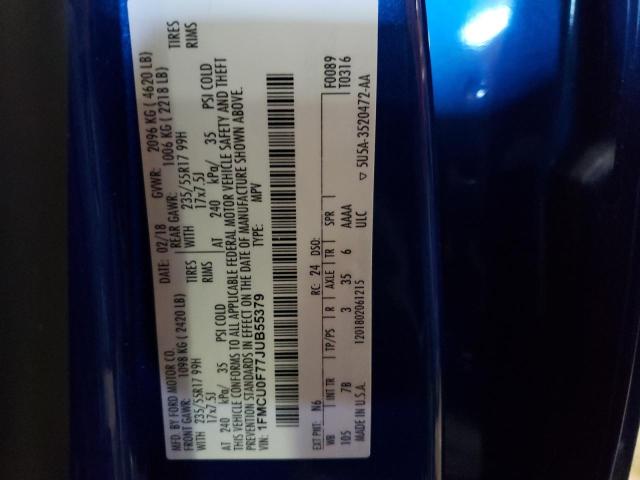 MFD. BY FORD MOTOR CO.
DATE: 02/18 GVWR: 2096 KG ( 4620 LB)
FRONT GAWR: 1098 KG ( 2420 LB) REAR GAWR: 1006 KG ( 2218 LB)
WITH 235/55R17 99H TIRES WITH 235/55R17 99H TIRES
17x7.5J RIMS 17x7.5J RIMS
AT 240 kPa/ 35 PSI COLD AT 240 kPa/ 35 PSI COLD
THIS VEHICLE CONFORMS TO ALL APPLICABLE FEDERAL MOTOR VEHICLE SAFETY AND THEFT
PREVENTION STANDARDS IN EFFECT ON THE DATE OF MANUFACTURE SHOWN ABOVE.
VIN: 1FMCU0F77JUB55379 TYPE: MPV
F0089
T0316
EXT PNT: N6 RC: 24 DSO:
WB INT TR TP/PS R AXLE TR SPR
105 7B 3 35 6 AAAA
ULC
MADE IN U.S.A. 1201802061215 ▽ 5U5A-3520472-AA